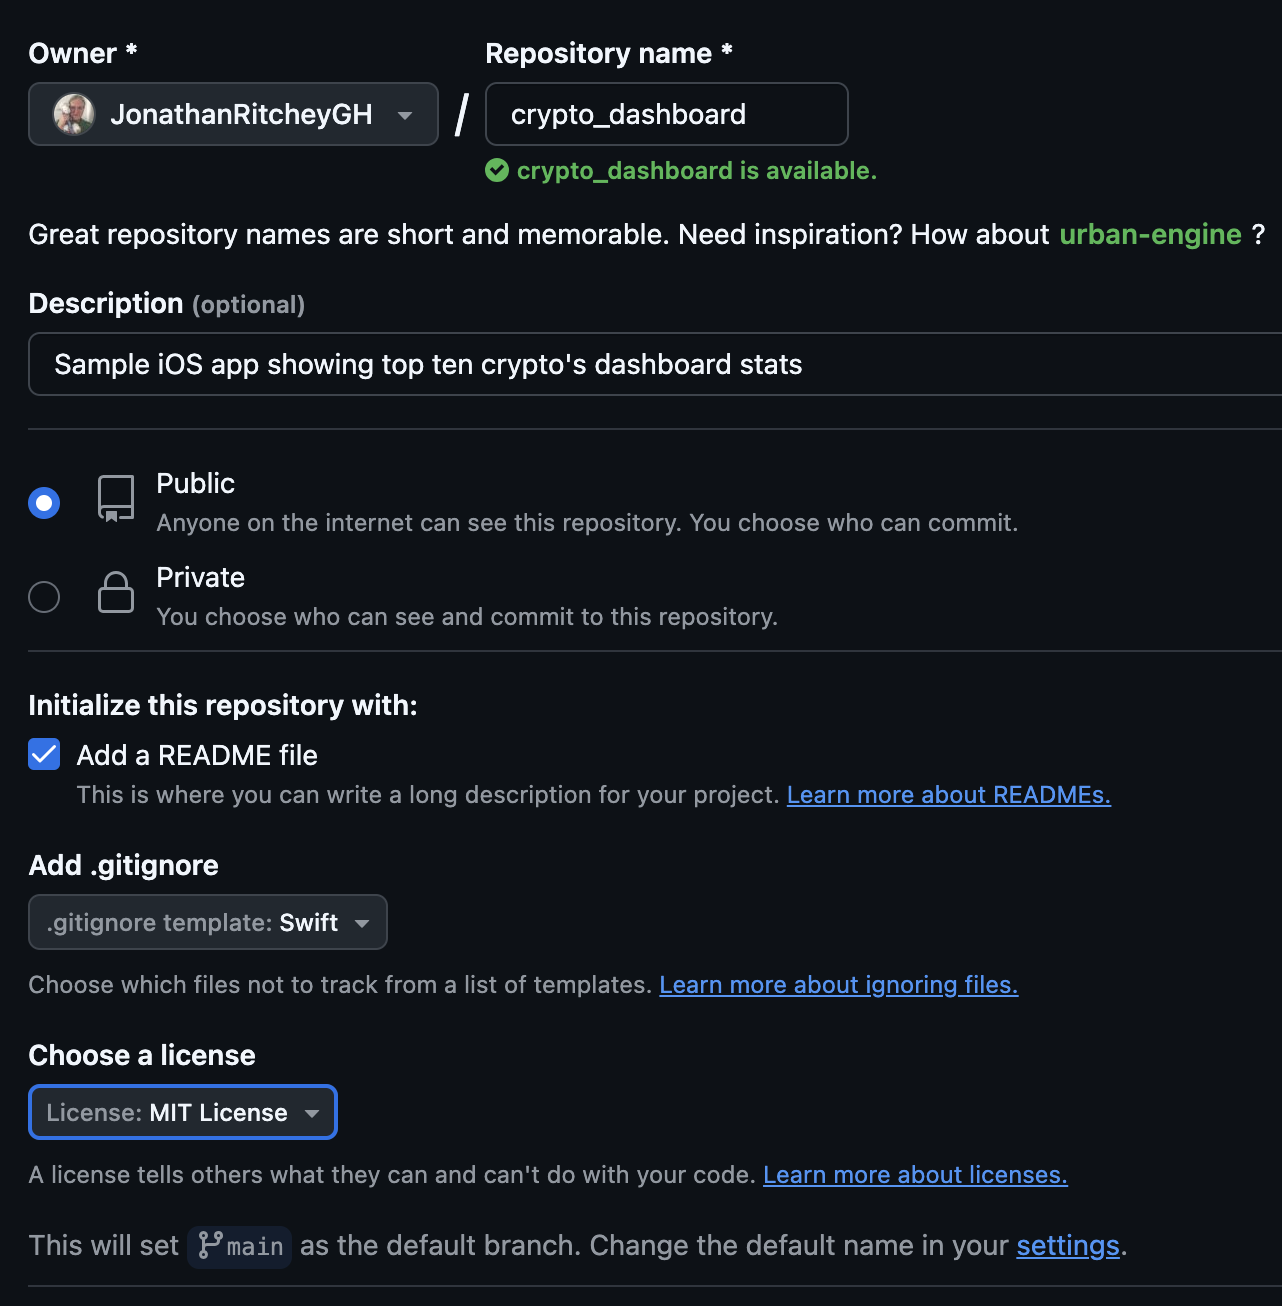 Owner * Repository name *
JonathanRitcheyGH / crypto_dashboard
crypto_dashboard is available.
Great repository names are short and memorable. Need inspiration? How about urban-engine ?
Description (optional)
Sample iOS app showing top ten crypto's dashboard stats
Public
Anyone on the internet can see this repository. You choose who can commit.
Private
You choose who can see and commit to this repository.
Initialize this repository with:
Add a README file
This is where you can write a long description for your project. Learn more about READMEs.
Add .gitignore
.gitignore template: Swift
Choose which files not to track from a list of templates. Learn more about ignoring files.
Choose a license
License: MIT License
A license tells others what they can and can't do with your code. Learn more about licenses.
This will set main as the default branch. Change the default name in your settings.